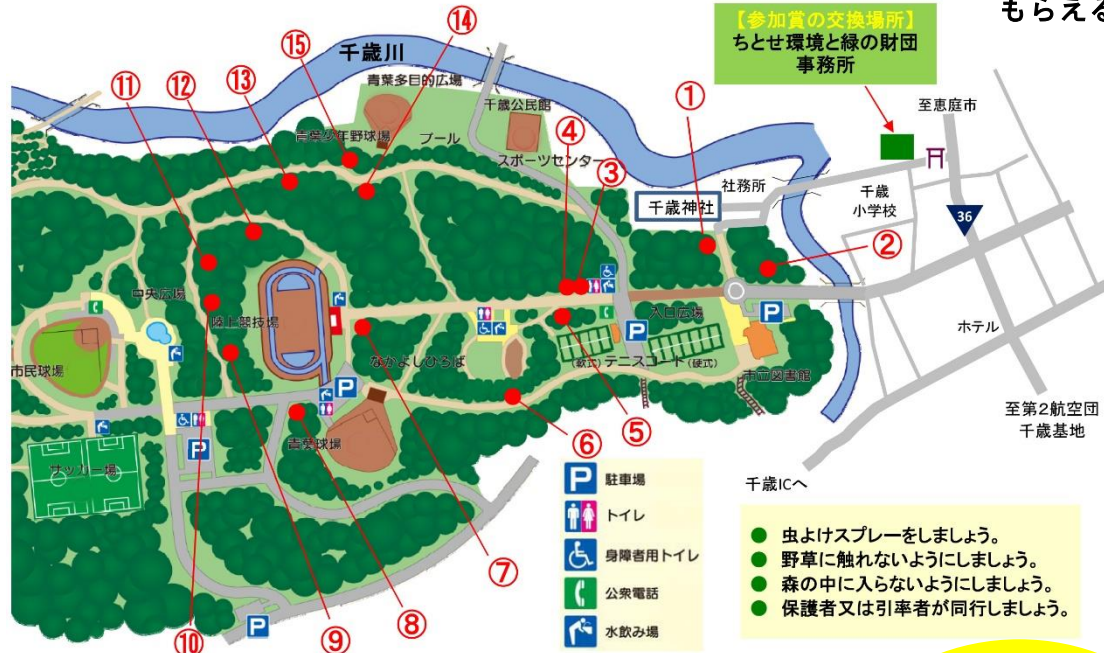 もらえる
【参加賞の交換場所】
ちとせ環境と緑の財団
事務所
⑭
⑮
千歳川
青葉多目的広場
⑬
⑫
⑪
千歳公民館
①
至恵庭市
青葉少年野球場
プール
④
スポーツセンター
③
社務所
千歳神社
千歳
小学校
36
②
中央広場
陸上競技場
入口広場
P
P
ホテル
なかよしひろば
(軟式)テニスコート(硬式)
市民球場
市立図書館
P
至第2航空団
千歳基地
⑤
⑥
青葉球場
P
サッカー場
千歳ICへ
P 駐車場
トイレ
身障者用トイレ
公衆電話
水飲み場
⑦
⑧
⑨
⑩
P
● 虫よけスプレーをしましょう。
● 野草に触れないようにしましょう。
● 森の中に入らないようにしましょう。
● 保護者又は引率者が同行しましょう。